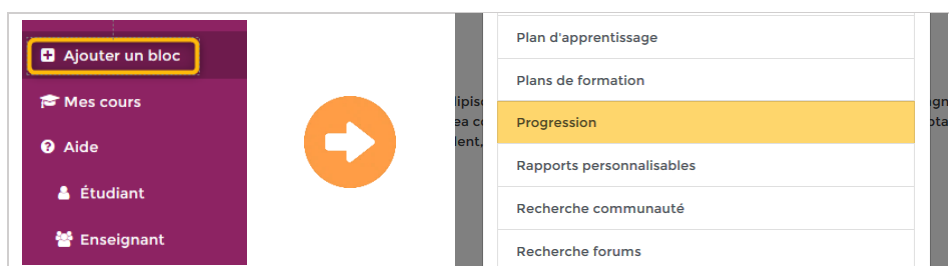 Ajouter un bloc
Mes cours
Aide
Étudiant
Enseignant
Plan d'apprentissage
Plans de formation
Progression
Rapports personnalisables
Recherche communauté
Recherche forums